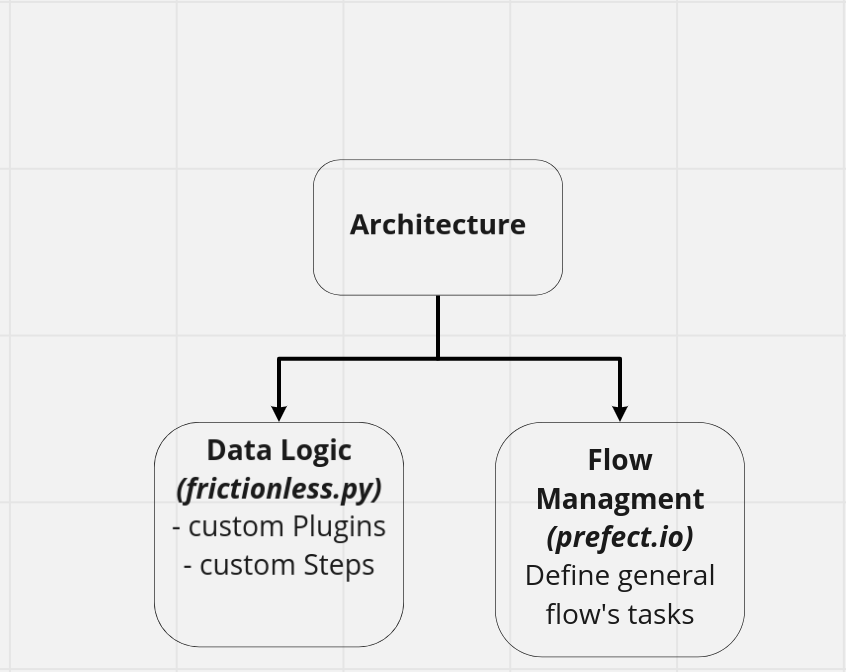 Architecture
Data Logic
(frictionless.py)
- custom Plugins
- custom Steps
Flow
Managment
(prefect.io)
Define general
flow's tasks